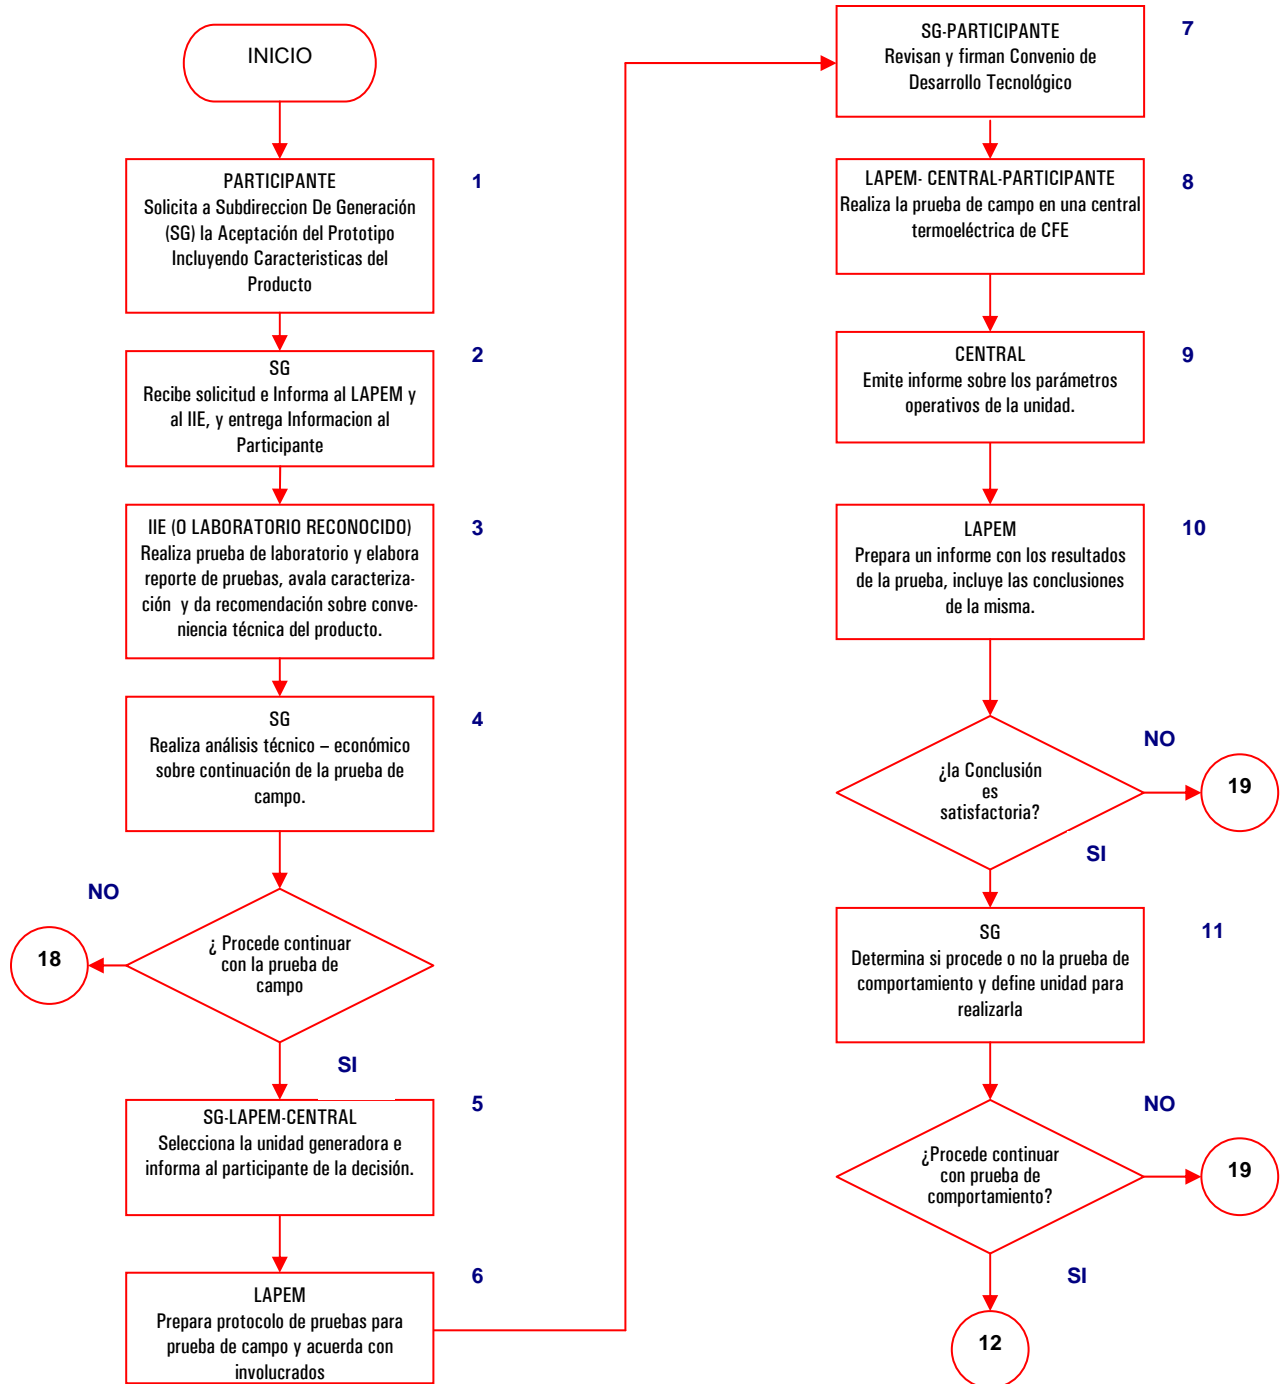 INICIO
PARTICIPANTE
Solicita a Subdireccion De Generación
(SG) la Aceptación del Prototipo
Incluyendo Caracteristicas del
Producto
1
SG
Recibe solicitud e Informa al LAPEM y
al IIE, y entrega Informacion al
Participante
2
IIE (O LABORATORIO RECONOCIDO)
Realiza prueba de laboratorio y elabora
reporte de pruebas, avala caracteriza-
ción y da recomendación sobre conve-
niencia técnica del producto.
3
SG
Realiza análisis técnico – económico
sobre continuación de la prueba de
campo.
4
NO
18
¿ Procede continuar
con la prueba de
campo
SI
SG-LAPEM-CENTRAL
Selecciona la unidad generadora e
informa al participante de la decisión.
5
LAPEM
Prepara protocolo de pruebas para
prueba de campo y acuerda con
involucrados
6
SG-PARTICIPANTE
Revisan y firman Convenio de
Desarrollo Tecnológico
7
LAPEM- CENTRAL-PARTICIPANTE
Realiza la prueba de campo en una central
termoeléctrica de CFE
8
CENTRAL
Emite informe sobre los parámetros
operativos de la unidad.
9
LAPEM
Prepara un informe con los resultados
de la prueba, incluye las conclusiones
de la misma.
10
¿la Conclusión
es
satisfactoria?
NO
19
SI
SG
Determina si procede o no la prueba de
comportamiento y define unidad para
realizarla
11
¿Procede continuar
con prueba de
comportamiento?
NO
19
SI
12